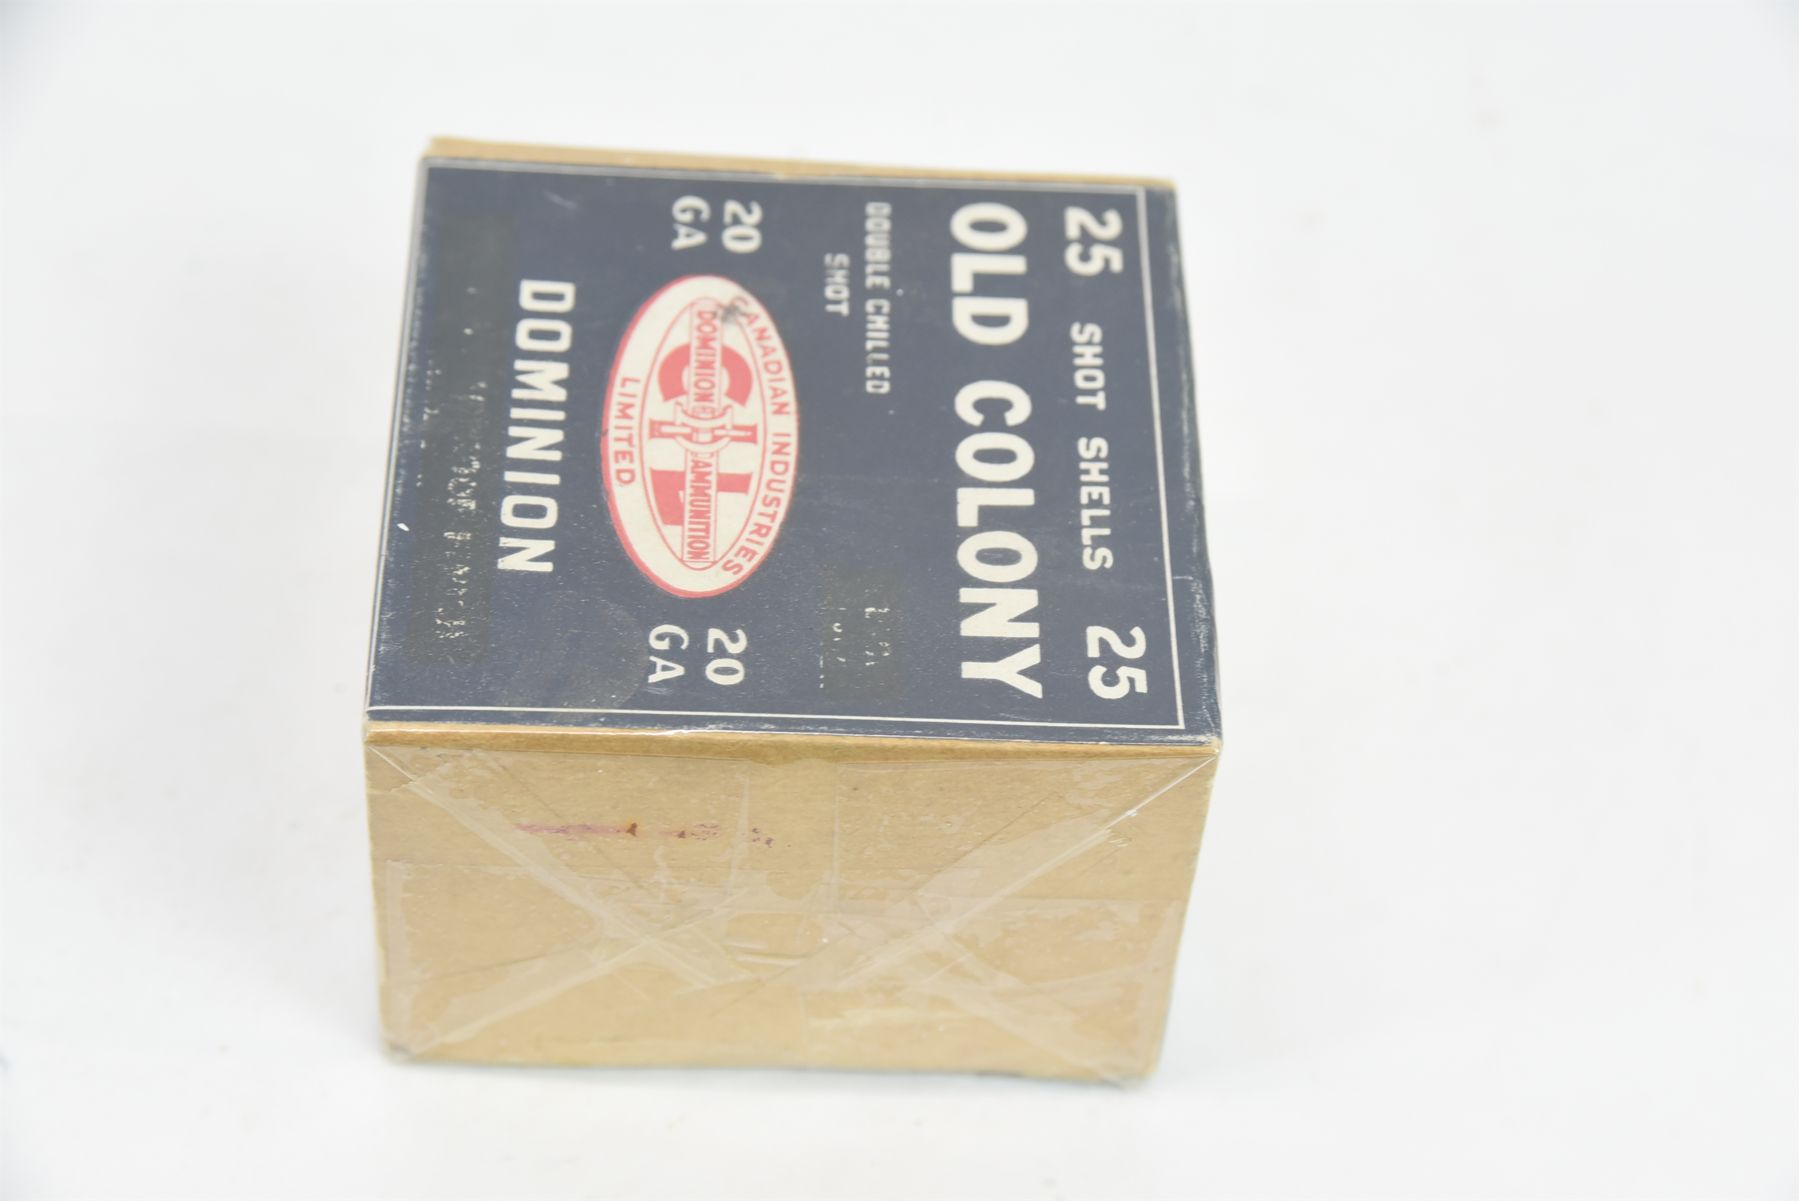 25 SHOT SHELLS 25
OLD COLONY
DOUBLE CHILLED
SHOT
20
GA
CANADIAN INDUSTRIES
C-I-L
DOMINION AMMUNITION
LIMITED
20
GA
DOMINION